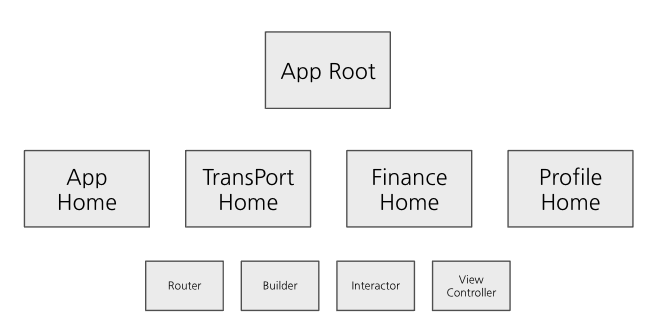 App Root
App
Home
TransPort
Home
Finance
Home
Profile
Home
Router
Builder
Interactor
View
Controller